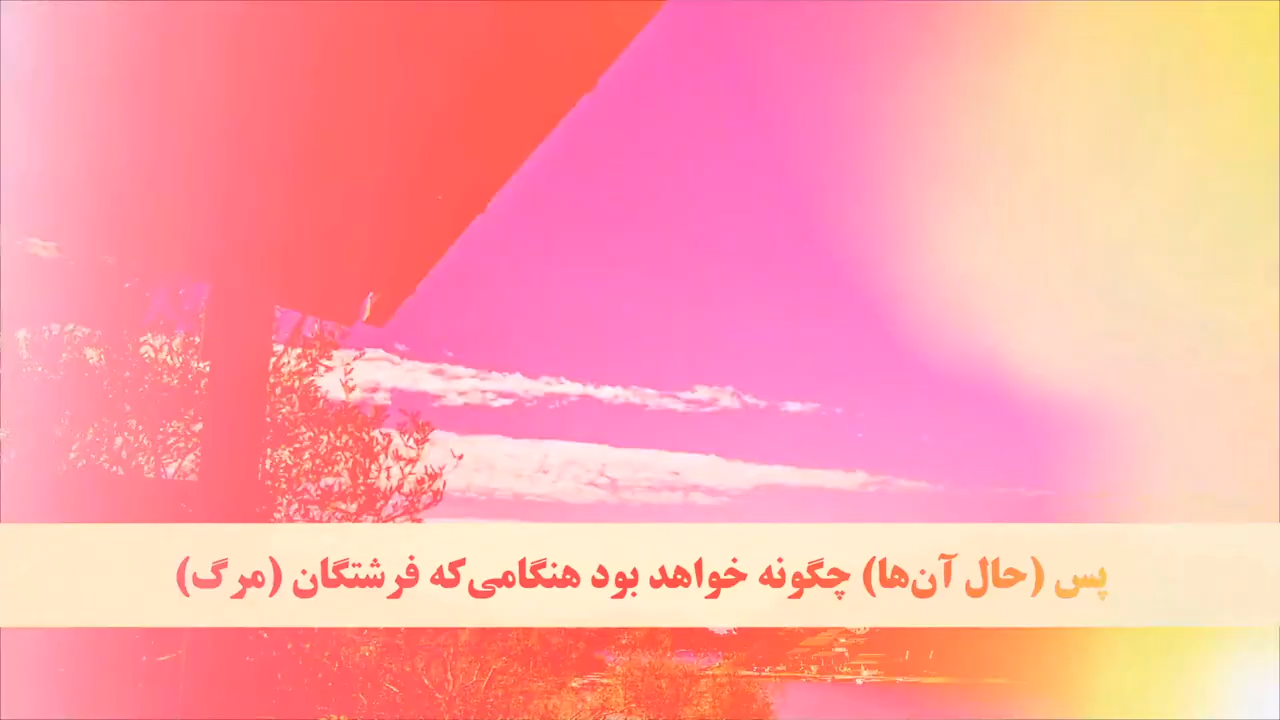 پس (حال آن‌ها) چگونه خواهد بود هنگامی‌که فرشتگان (مرگ)